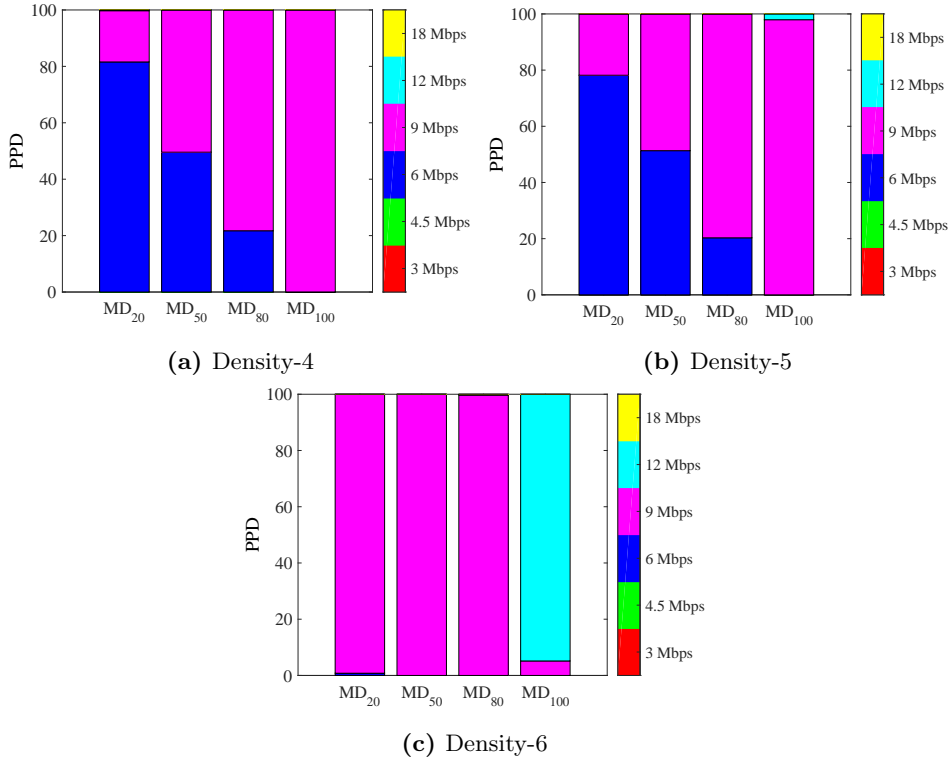 100
80
60
40
20
0
PPD
MD20 MD50 MD80 MD100
18 Mbps
12 Mbps
9 Mbps
6 Mbps
4.5 Mbps
3 Mbps
(a) Density-4
100
80
60
40
20
0
PPD
MD20 MD50 MD80 MD100
18 Mbps
12 Mbps
9 Mbps
6 Mbps
4.5 Mbps
3 Mbps
(b) Density-5
100
80
60
40
20
0
PPD
MD20 MD50 MD80 MD100
18 Mbps
12 Mbps
9 Mbps
6 Mbps
4.5 Mbps
3 Mbps
(c) Density-6